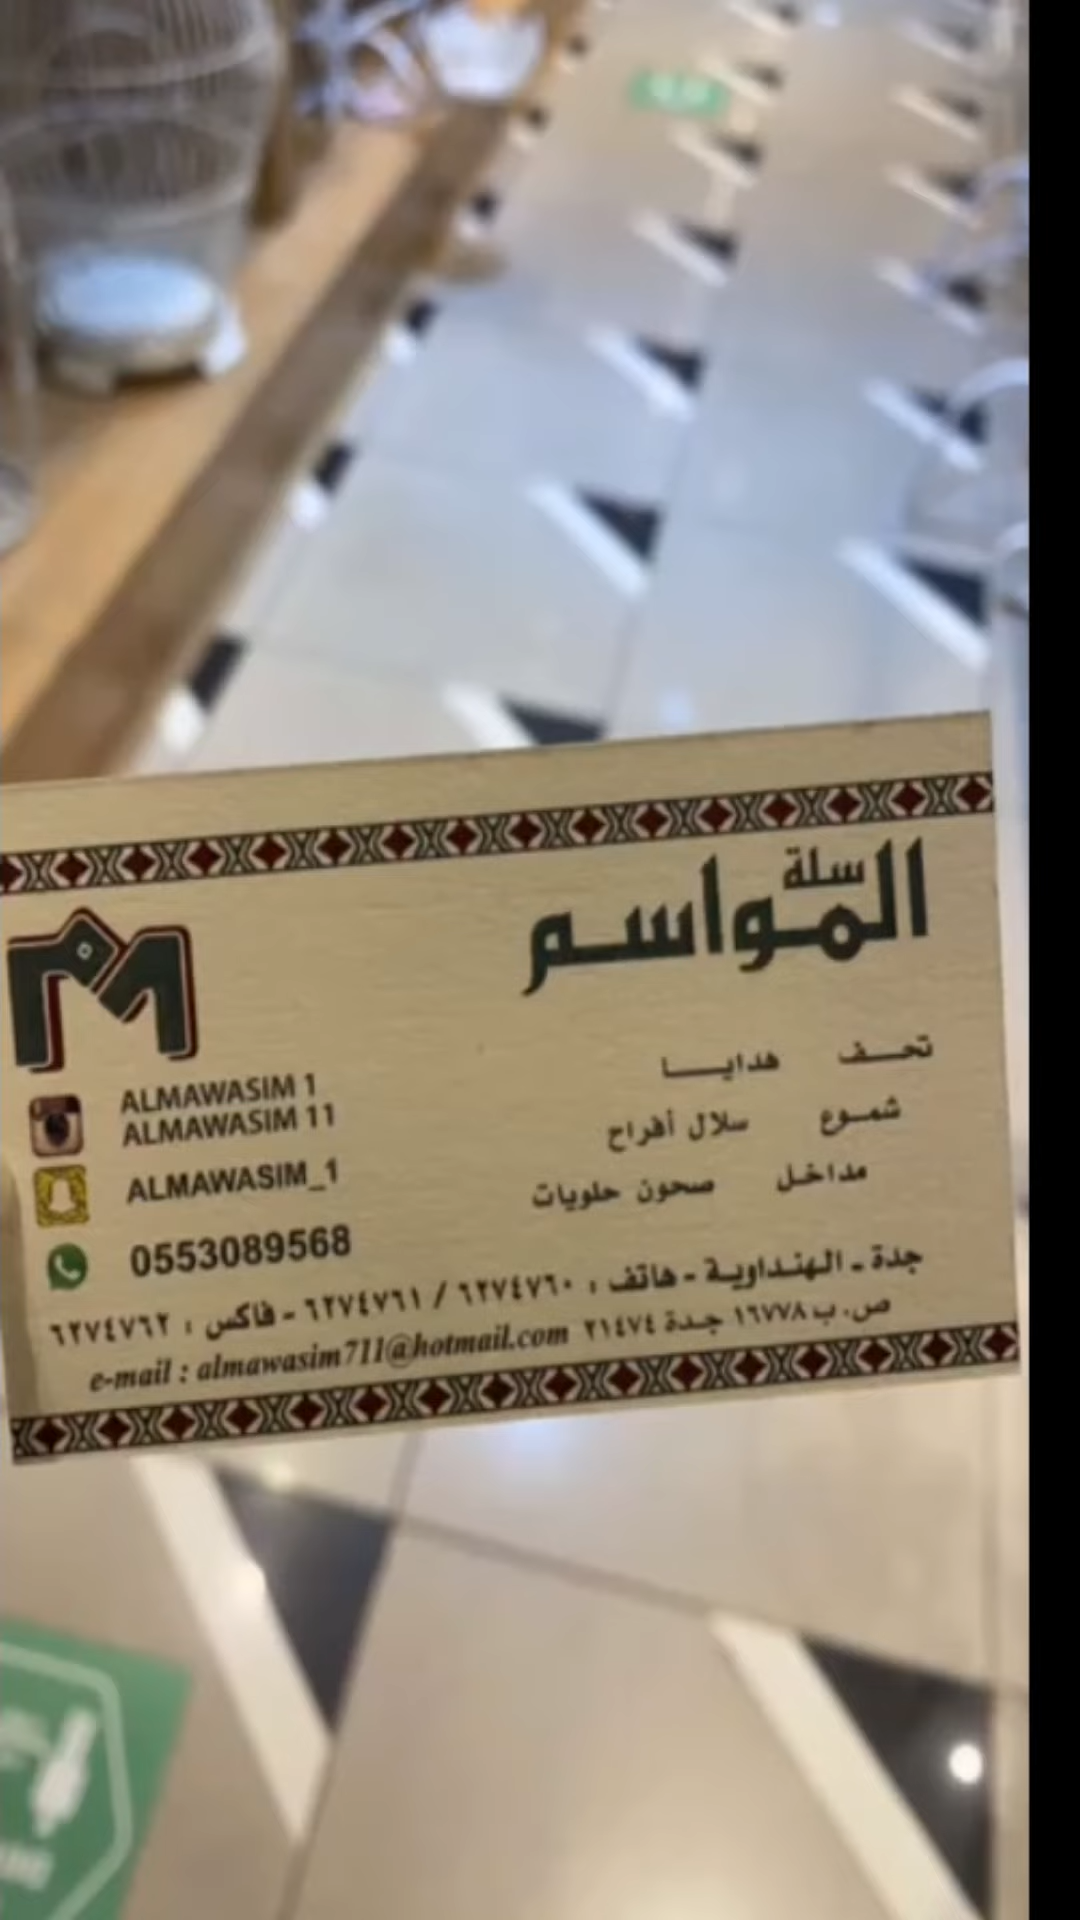 سلة
المواسم
تحف هدايا
شموع سلال أفراح
مداخل صحون حلويات
ALMAWASIM 1
ALMAWASIM 11
ALMAWASIM_1
0553089568
جدة - الهنداوية - هاتف : ٦٢٧٤٧٦٠ / ٦٢٧٤٧٦١ - فاكس : ٦٢٧٤٧٦٢
ص. ب ١٦٧٧٨ جدة ٢١٤٧٤ e-mail : almawasim711@hotmail.com